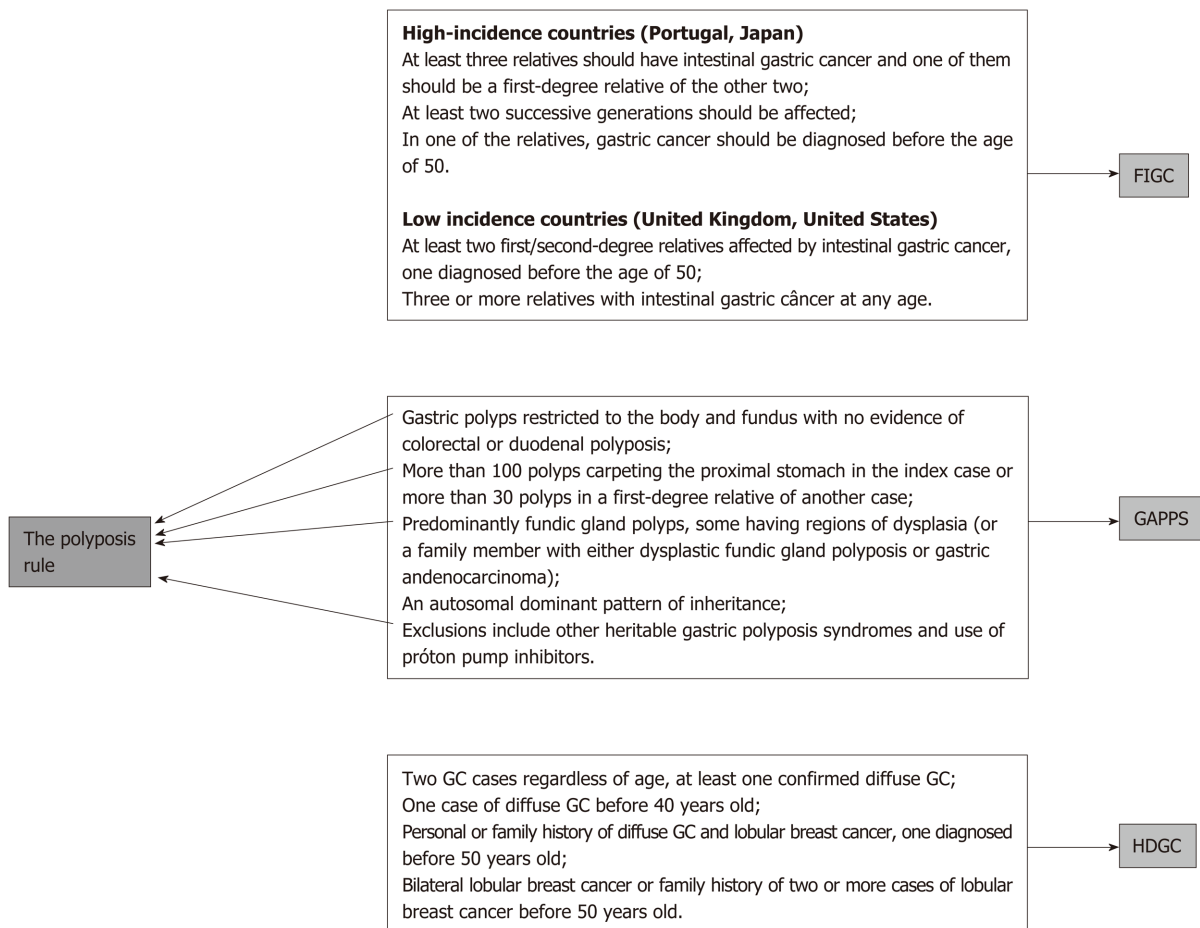 High-incidence countries (Portugal, Japan)
At least three relatives should have intestinal gastric cancer and one of them
should be a first-degree relative of the other two;
At least two successive generations should be affected;
In one of the relatives, gastric cancer should be diagnosed before the age
of 50.
Low incidence countries (United Kingdom, United States)
At least two first/second-degree relatives affected by intestinal gastric cancer,
one diagnosed before the age of 50;
Three or more relatives with intestinal gastric câncer at any age.
FIGC
The polyposis
rule
Gastric polyps restricted to the body and fundus with no evidence of
colorectal or duodenal polyposis;
More than 100 polyps carpeting the proximal stomach in the index case or
more than 30 polyps in a first-degree relative of another case;
Predominantly fundic gland polyps, some having regions of dysplasia (or
a family member with either dysplastic fundic gland polyposis or gastric
andenocarcinoma);
An autosomal dominant pattern of inheritance;
Exclusions include other heritable gastric polyposis syndromes and use of
próton pump inhibitors.
GAPPS
Two GC cases regardless of age, at least one confirmed diffuse GC;
One case of diffuse GC before 40 years old;
Personal or family history of diffuse GC and lobular breast cancer, one diagnosed
before 50 years old;
Bilateral lobular breast cancer or family history of two or more cases of lobular
breast cancer before 50 years old.
HDGC